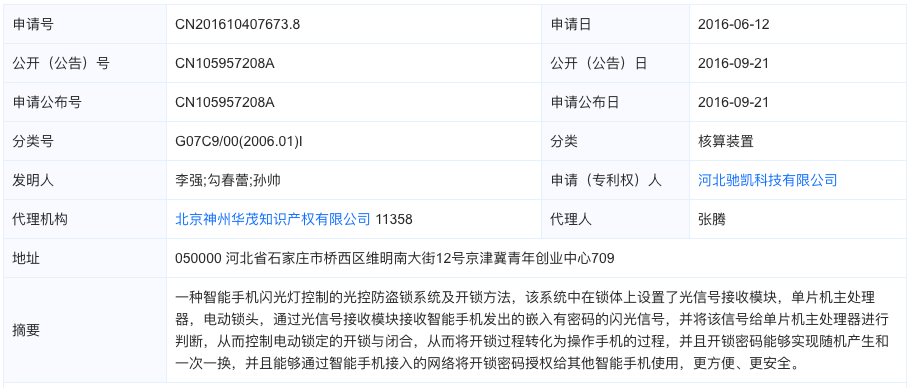 申请号 CN201610407673.8 申请日 2016-06-12
公开（公告）号 CN105957208A 公开（公告）日 2016-09-21
申请公布号 CN105957208A 申请公布日 2016-09-21
分类号 G07C9/00(2006.01)I 分类 核算装置
发明人 李强;勾春蕾;孙帅 申请（专利权）人 河北驰凯科技有限公司
代理机构 北京神州华茂知识产权有限公司 11358 代理人 张腾
地址 050000 河北省石家庄市桥西区维明南大街12号京津冀青年创业中心709
摘要 一种智能手机闪光灯控制的光控防盗锁系统及开锁方法，该系统中在锁体上设置了光信号接收模块，单片机主处理
器，电动锁头，通过光信号接收模块接收智能手机发出的嵌入有密码的闪光信号，并将该信号给单片机主处理器进行
判断，从而控制电动锁定的开锁与闭合，从而将开锁过程转化为操作手机的过程，并且开锁密码能够实现随机产生和
一次一换，并且能够通过智能手机接入的网络将开锁密码授权给其他智能手机使用，更方便、更安全。